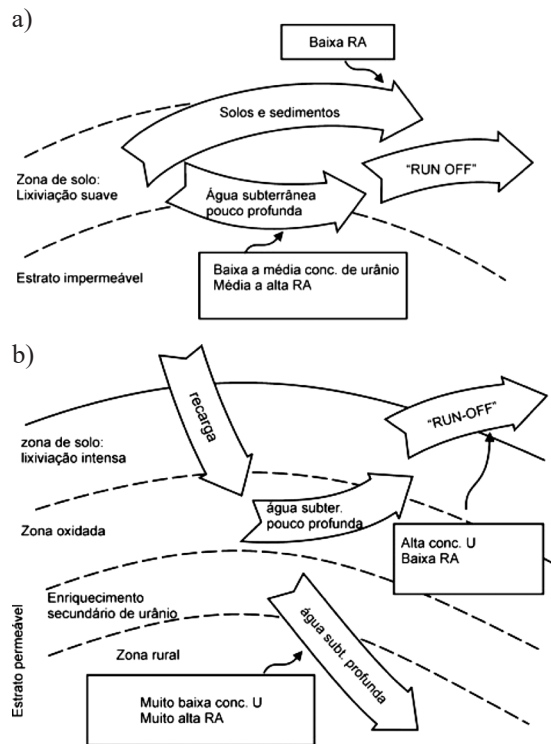 a)
Baixa RA
Solos e sedimentos
Zona de solo:
Lixiviação suave
"RUN OFF"
Água subterrânea
pouco profunda
Estrato impermeável
Baixa a média conc. de urânio
Média a alta RA
b)
recarga
"RUN-OFF"
zona de solo:
lixiviação intensa
água subter.
pouco profunda
Zona oxidada
Alta conc. U
Baixa RA
Enriquecimento
secundário de urânio
Estrato permeável
Zona rural
água subt. profunda
Muito baixa conc. U
Muito alta RA